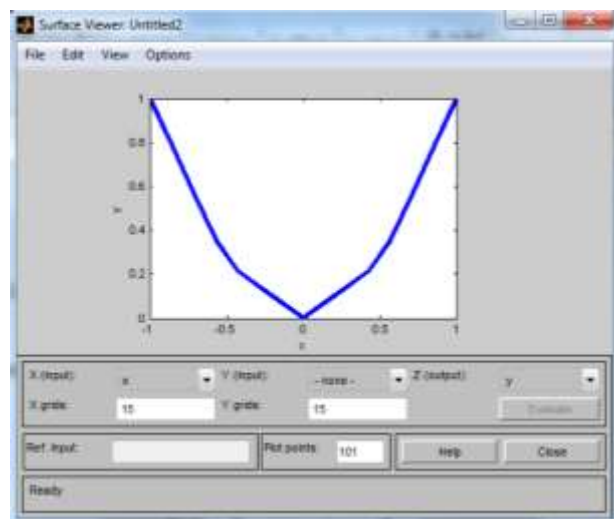 Surface Viewer: Untitled2
File Edit View Options
1
0.8
0.6
0.4
0.2
0
y
-1 -0.5 0 0.5 1
x
X (input): x Y (input): - none - Z (output): y
X grids: 15 Y grids: 15 Evaluate
Ref. Input: Plot points: 101 Help Close
Ready